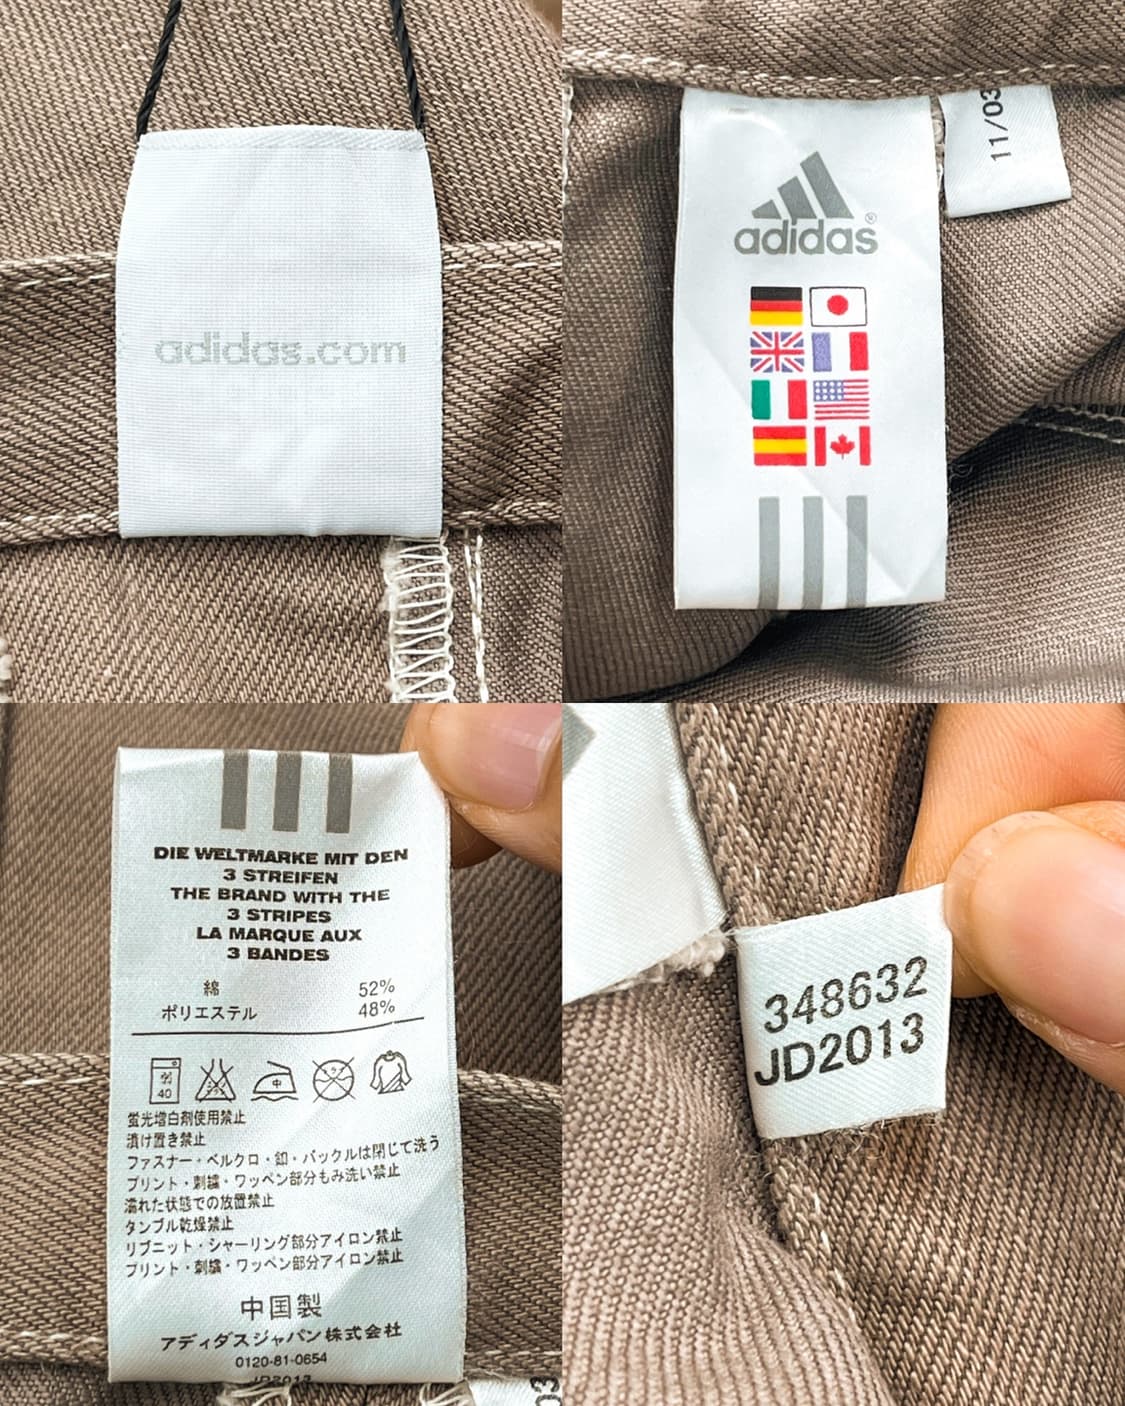 adidas.com
adidas®
11/03
DIE WELTMARKE MIT DEN
3 STREIFEN
THE BRAND WITH THE
3 STRIPES
LA MARQUE AUX
3 BANDES
綿 52%
ポリエステル 48%
40
中
蛍光増白剤使用禁止
漬け置き禁止
ファスナー・ベルクロ・釦・バックルは閉じて洗う
プリント・刺繍・ワッペン部分もみ洗い禁止
濡れた状態での放置禁止
タンブル乾燥禁止
リブニット・シャーリング部分アイロン禁止
プリント・刺繍・ワッペン部分アイロン禁止
中国製
アディダスジャパン株式会社
0120-81-0654
JD2013
03
348632
JD2013